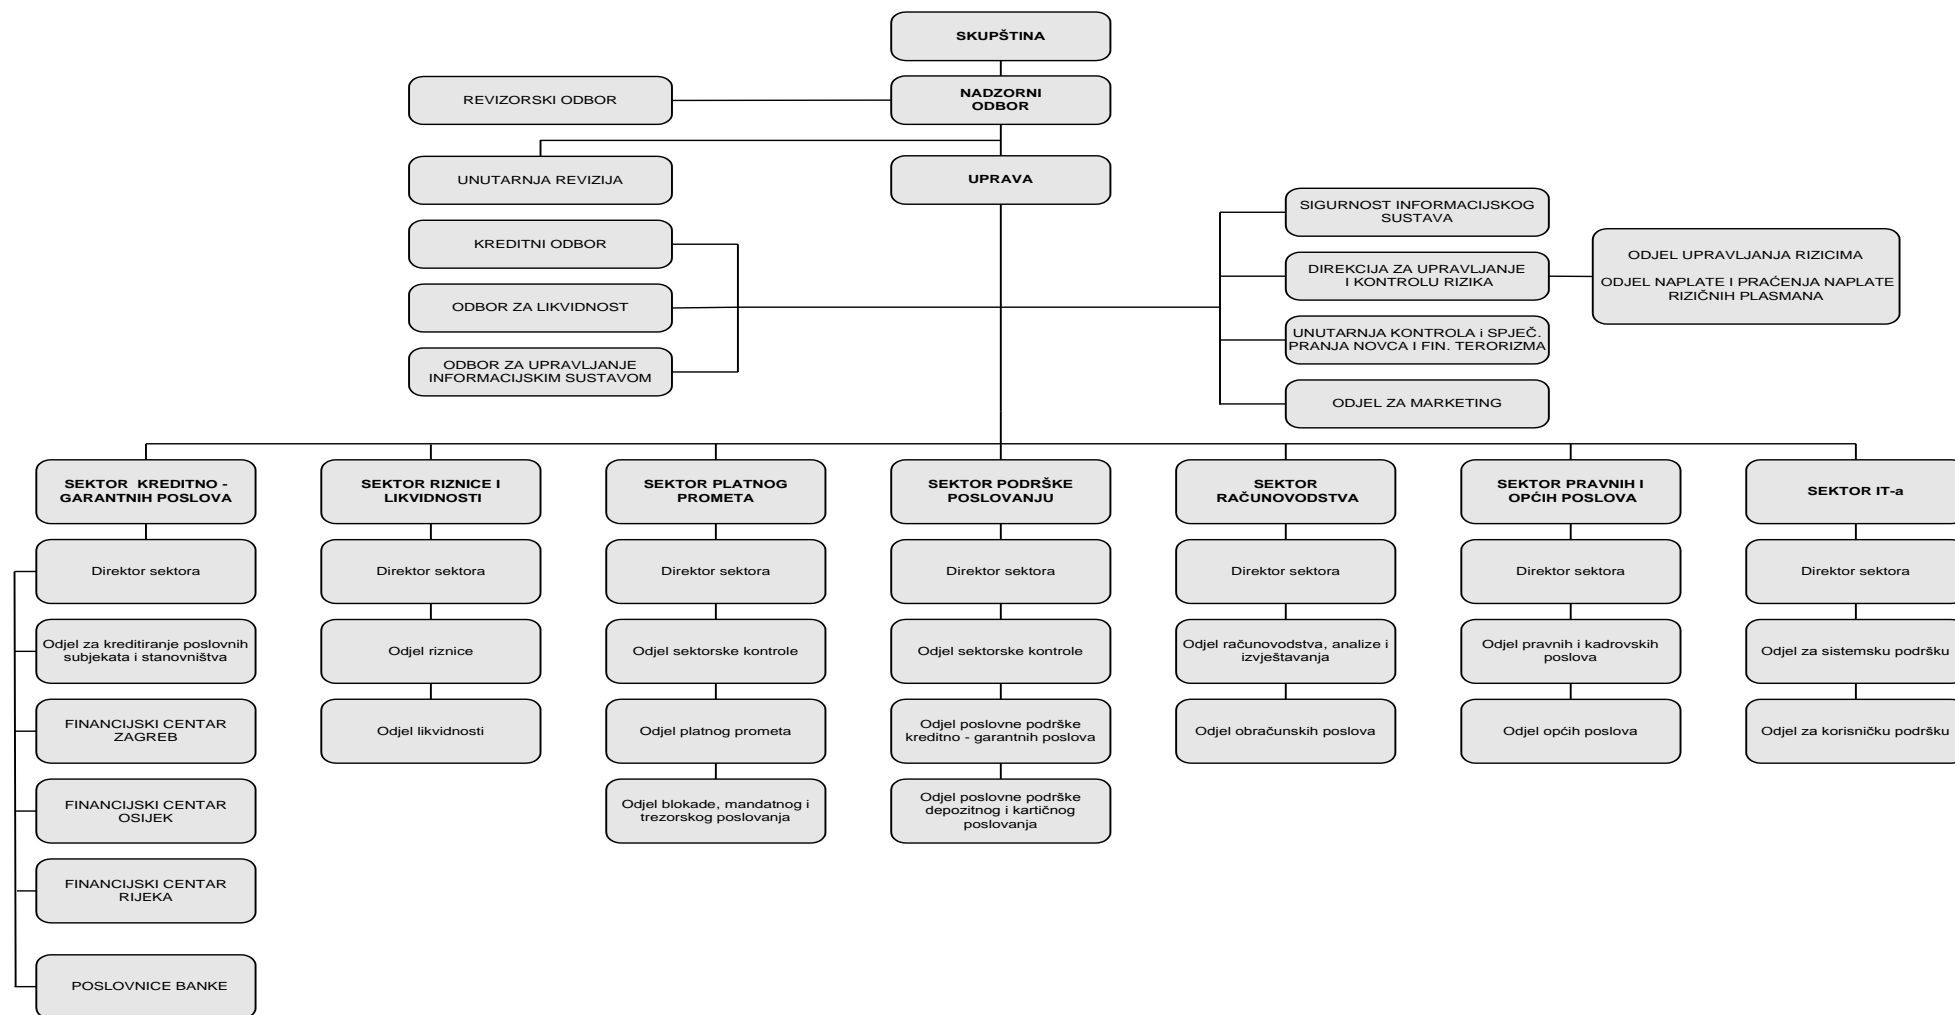 SKUPŠTINA
REVIZORSKI ODBOR
NADZORNI
ODBOR
UNUTARNJA REVIZIJA
UPRAVA
KREDITNI ODBOR
ODBOR ZA LIKVIDNOST
ODBOR ZA UPRAVLJANJE
INFORMACIJSKIM SUSTAVOM
SIGURNOST INFORMACIJSKOG
SUSTAVA
DIREKCIJA ZA UPRAVLJANJE
I KONTROLU RIZIKA
ODJEL UPRAVLJANJA RIZICIMA
ODJEL NAPLATE I PRAĆENJA NAPLATE
RIZIČNIH PLASMANA
UNUTARNJA KONTROLA i SPJEČ.
PRANJA NOVCA I FIN. TERORIZMA
ODJEL ZA MARKETING
SEKTOR KREDITNO -
GARANTNIH POSLOVA
Direktor sektora
Odjel za kreditiranje poslovnih
subjekata i stanovništva
FINANCIJSKI CENTAR
ZAGREB
FINANCIJSKI CENTAR
OSIJEK
FINANCIJSKI CENTAR
RIJEKA
POSLOVNICE BANKE
SEKTOR RIZNICE I
LIKVIDNOSTI
Direktor sektora
Odjel riznice
Odjel likvidnosti
SEKTOR PLATNOG
PROMETA
Direktor sektora
Odjel sektorske kontrole
Odjel platnog prometa
Odjel blokade, mandatnog i
trezorskog poslovanja
SEKTOR PODRŠKE
POSLOVANJU
Direktor sektora
Odjel sektorske kontrole
Odjel poslovne podrške
kreditno - garantnih poslova
Odjel poslovne podrške
depozitnog i kartičnog
poslovanja
SEKTOR
RAČUNOVODSTVA
Direktor sektora
Odjel računovodstva, analize i
izvještavanja
Odjel obračunskih poslova
SEKTOR PRAVNIH I
OPĆIH POSLOVA
Direktor sektora
Odjel pravnih i kadrovskih
poslova
Odjel općih poslova
SEKTOR IT-a
Direktor sektora
Odjel za sistemsku podršku
Odjel za korisničku podršku